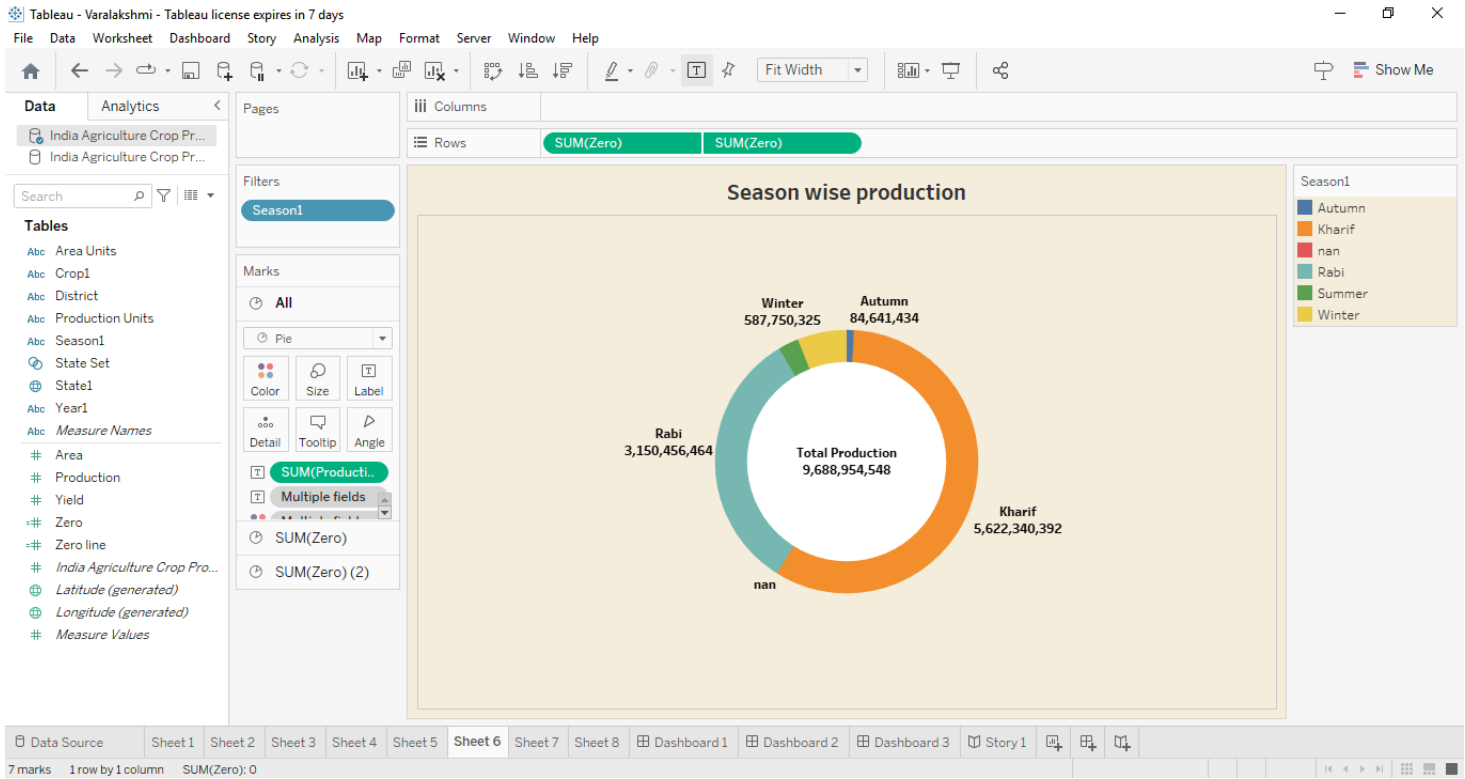 Tableau - Varalakshmi - Tableau license expires in 7 days
File Data Worksheet Dashboard Story Analysis Map Format Server Window Help
Fit Width
Show Me
Data Analytics
India Agriculture Crop Pr...
India Agriculture Crop Pr...
Search
Tables
Abc Area Units
Abc Crop1
Abc District
Abc Production Units
Abc Season1
State Set
State1
Abc Year1
Abc Measure Names
# Area
# Production
# Yield
=# Zero
=# Zero line
# India Agriculture Crop Pro...
Latitude (generated)
Longitude (generated)
# Measure Values
Pages
Filters
Season1
Marks
All
Pie
Color Size Label
Detail Tooltip Angle
T SUM(Producti..
T Multiple fields
SUM(Zero)
SUM(Zero) (2)
iii Columns
Rows SUM(Zero) SUM(Zero)
Season wise production
Winter
587,750,325
Autumn
84,641,434
Rabi
3,150,456,464
Total Production
9,688,954,548
Kharif
5,622,340,392
nan
Season1
Autumn
Kharif
nan
Rabi
Summer
Winter
Data Source Sheet 1 Sheet 2 Sheet 3 Sheet 4 Sheet 5 Sheet 6 Sheet 7 Sheet 8 Dashboard 1 Dashboard 2 Dashboard 3 Story 1
7 marks 1 row by 1 column SUM(Zero): 0